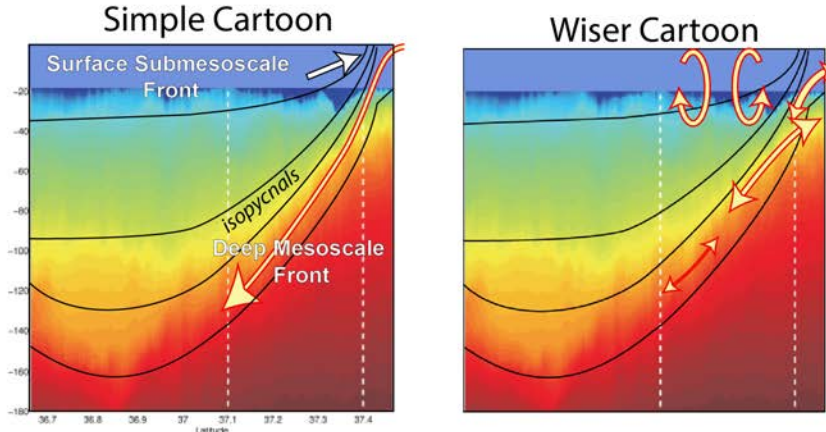 Simple Cartoon
Wiser Cartoon
Surface Submesoscale
Front
isopycnals
Deep Mesoscale
Front
-20
-40
-60
-80
-100
-120
-140
-160
-180
36.7
36.8
36.9
37
37.1
37.2
37.3
37.4
Latitude